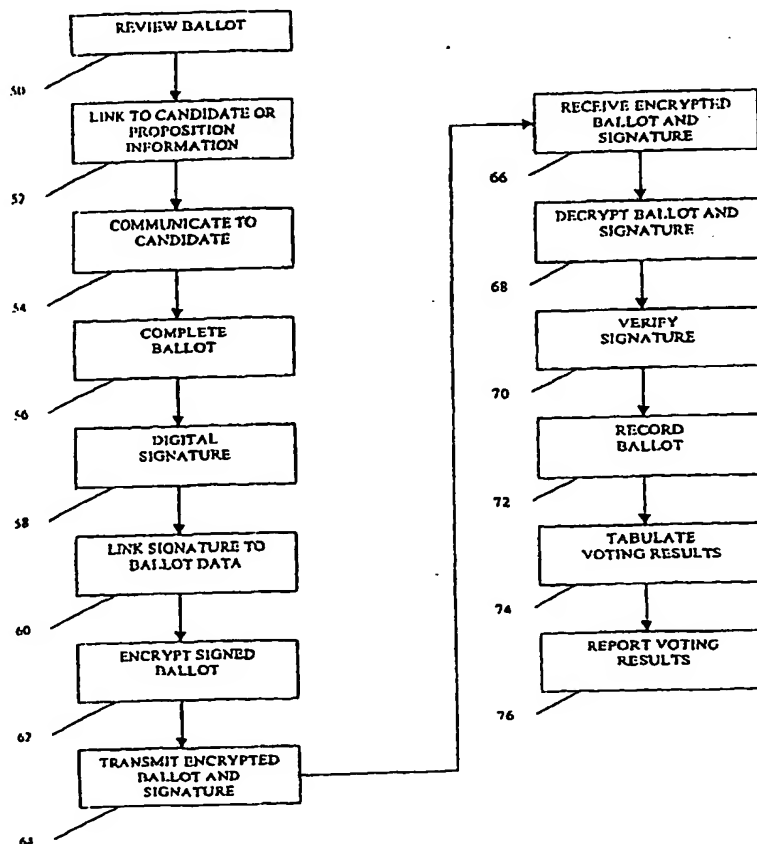 REVIEW BALLOT
50
LINK TO CANDIDATE OR
PROPOSITION
INFORMATION
52
COMMUNICATE TO
CANDIDATE
54
COMPLETE
BALLOT
56
DIGITAL
SIGNATURE
58
LINK SIGNATURE TO
BALLOT DATA
60
ENCRYPT SIGNED
BALLOT
62
TRANSMIT ENCRYPTED
BALLOT AND
SIGNATURE
64
RECEIVE ENCRYPTED
BALLOT AND
SIGNATURE
66
DECRYPT BALLOT AND
SIGNATURE
68
VERIFY
SIGNATURE
70
RECORD
BALLOT
72
TABULATE
VOTING RESULTS
74
REPORT VOTING
RESULTS
76